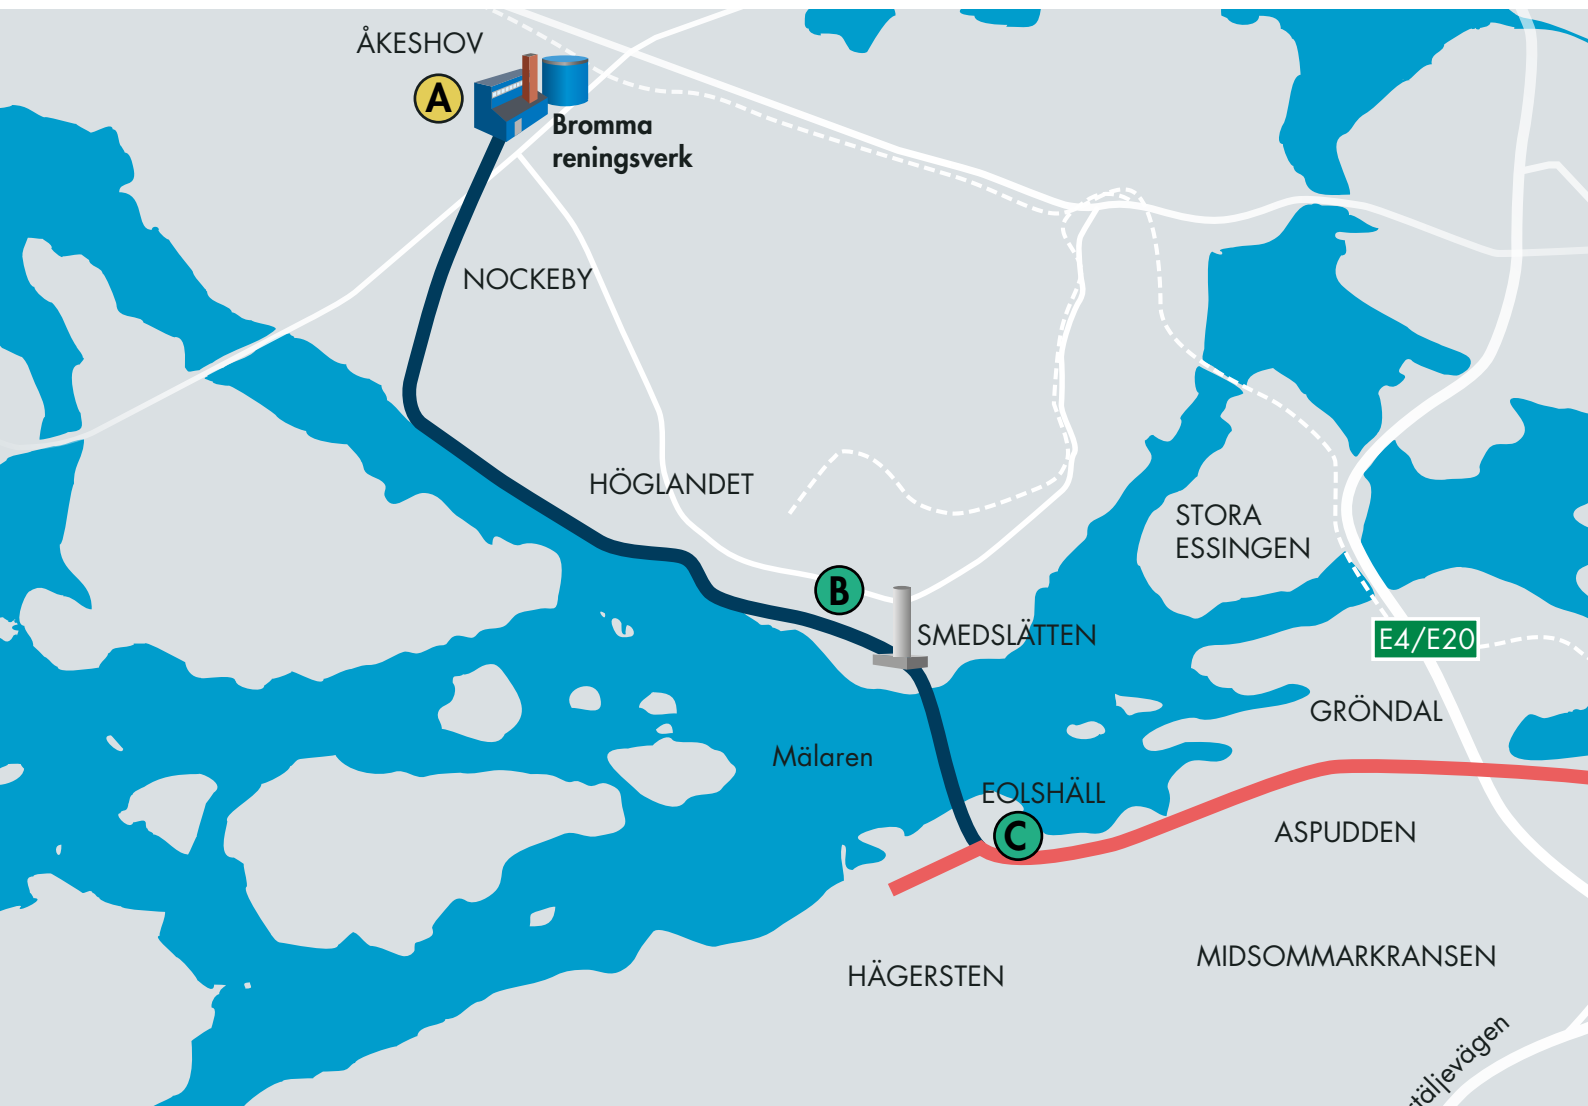 ÅKESHOV
A
Bromma
reningsverk
NOCKEBY
HÖGLANDET
STORA
ESSINGEN
B
SMEDSLÄTTEN
E4/E20
GRÖNDAL
Mälaren
EOLSHÄLL
C
ASPUDDEN
MIDSOMMARKRANSEN
HÄGERSTEN